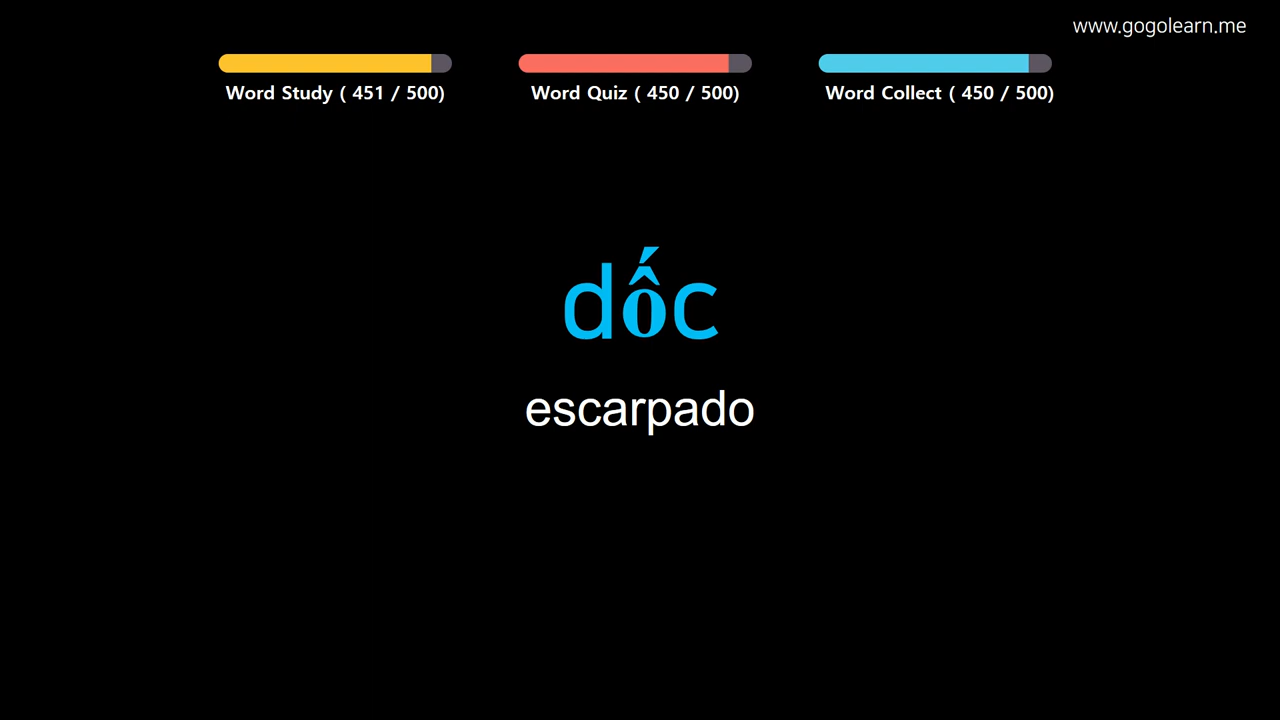 www.gogolearn.me
Word Study ( 451 / 500)
Word Quiz ( 450 / 500)
Word Collect ( 450 / 500)
dốc
escarpado